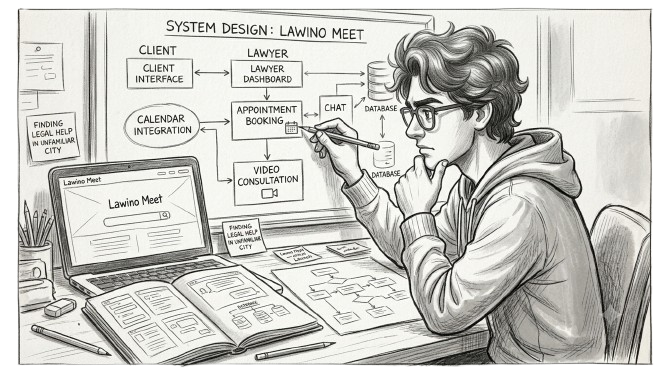 SYSTEM DESIGN: LAWINO MEET
CLIENT
LAWYER
CLIENT
INTERFACE
LAWYER
DASHBOARD
CALENDAR
INTEGRATION
APPOINTMENT
BOOKING
CHAT
DATABASE
VIDEO
CONSULTATION
DATABASE
FINDING
LEGAL HELP
IN UNFAMILIAR
CITY
Lawino Meet
Lawino Meet
FINDING
LEGAL HELP
IN UNFAMILIAR
CITY